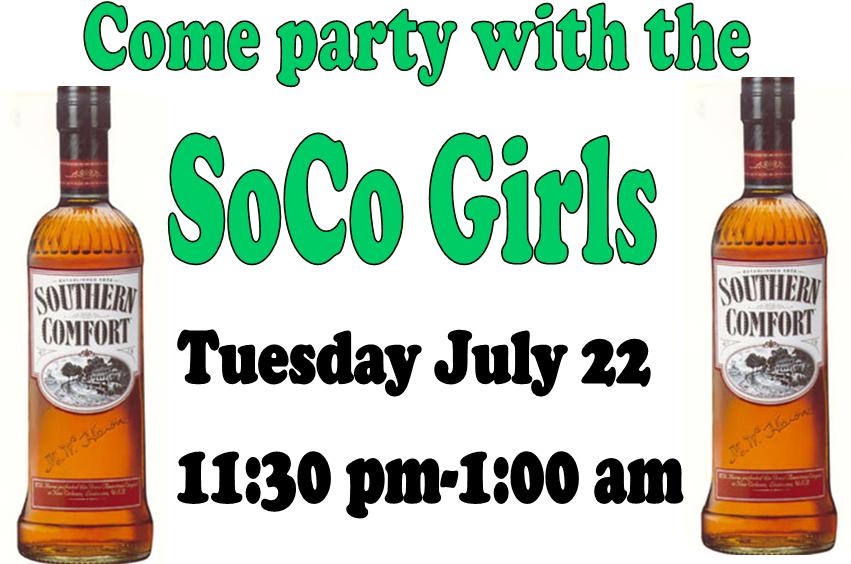 Come party with the
SoCo Girls
SOUTHERN
COMFORT
SOUTHERN
COMFORT
Tuesday July 22
11:30 pm-1:00 am